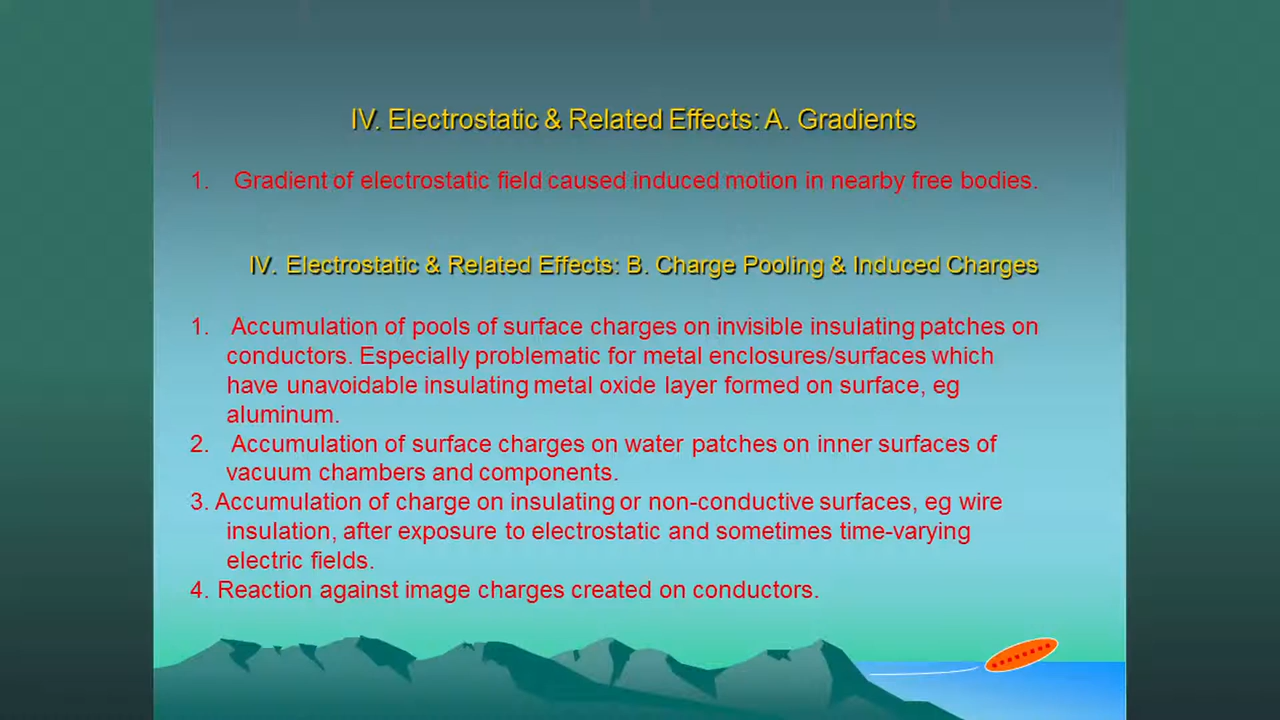 IV. Electrostatic & Related Effects: A. Gradients
1. Gradient of electrostatic field caused induced motion in nearby free bodies.
IV. Electrostatic & Related Effects: B. Charge Pooling & Induced Charges
1. Accumulation of pools of surface charges on invisible insulating patches on
conductors. Especially problematic for metal enclosures/surfaces which
have unavoidable insulating metal oxide layer formed on surface, eg
aluminum.
2. Accumulation of surface charges on water patches on inner surfaces of
vacuum chambers and components.
3. Accumulation of charge on insulating or non-conductive surfaces, eg wire
insulation, after exposure to electrostatic and sometimes time-varying
electric fields.
4. Reaction against image charges created on conductors.